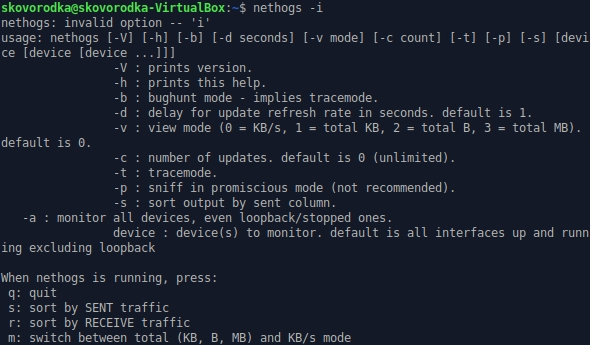 skovorodka@skovorodka-VirtualBox:~$ nethogs -i
nethogs: invalid option -- 'i'
usage: nethogs [-V] [-h] [-b] [-d seconds] [-v mode] [-c count] [-t] [-p] [-s] [devi
ce [device [device ...]]]
-V : prints version.
-h : prints this help.
-b : bughunt mode - implies tracemode.
-d : delay for update refresh rate in seconds. default is 1.
-v : view mode (0 = KB/s, 1 = total KB, 2 = total B, 3 = total MB).
default is 0.
-c : number of updates. default is 0 (unlimited).
-t : tracemode.
-p : sniff in promiscious mode (not recommended).
-s : sort output by sent column.
-a : monitor all devices, even loopback/stopped ones.
device : device(s) to monitor. default is all interfaces up and runn
ing excluding loopback
When nethogs is running, press:
q: quit
s: sort by SENT traffic
r: sort by RECEIVE traffic
m: switch between total (KB, B, MB) and KB/s mode